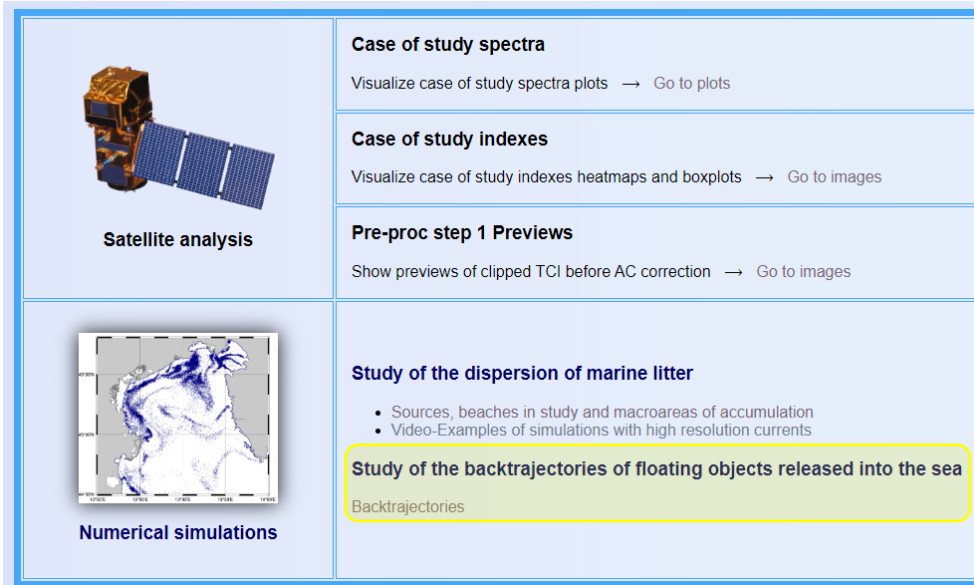 Case of study spectra
Visualize case of study spectra plots → Go to plots
Case of study indexes
Visualize case of study indexes heatmaps and boxplots → Go to images
Satellite analysis
Pre-proc step 1 Previews
Show previews of clipped TCI before AC correction → Go to images
Study of the dispersion of marine litter
• Sources, beaches in study and macroareas of accumulation
• Video-Examples of simulations with high resolution currents
Study of the backtrajectories of floating objects released into the sea
Backtrajectories
Numerical simulations